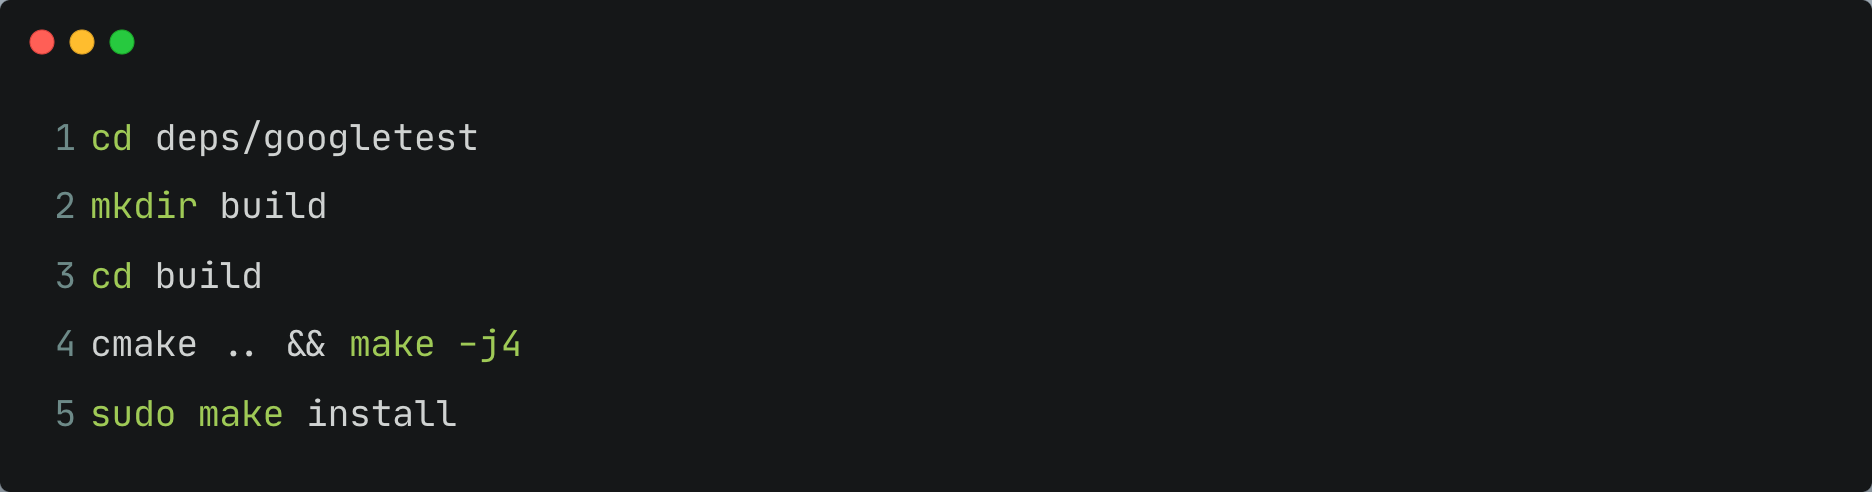 1 cd deps/googletest
2 mkdir build
3 cd build
4 cmake .. && make -j4
5 sudo make install